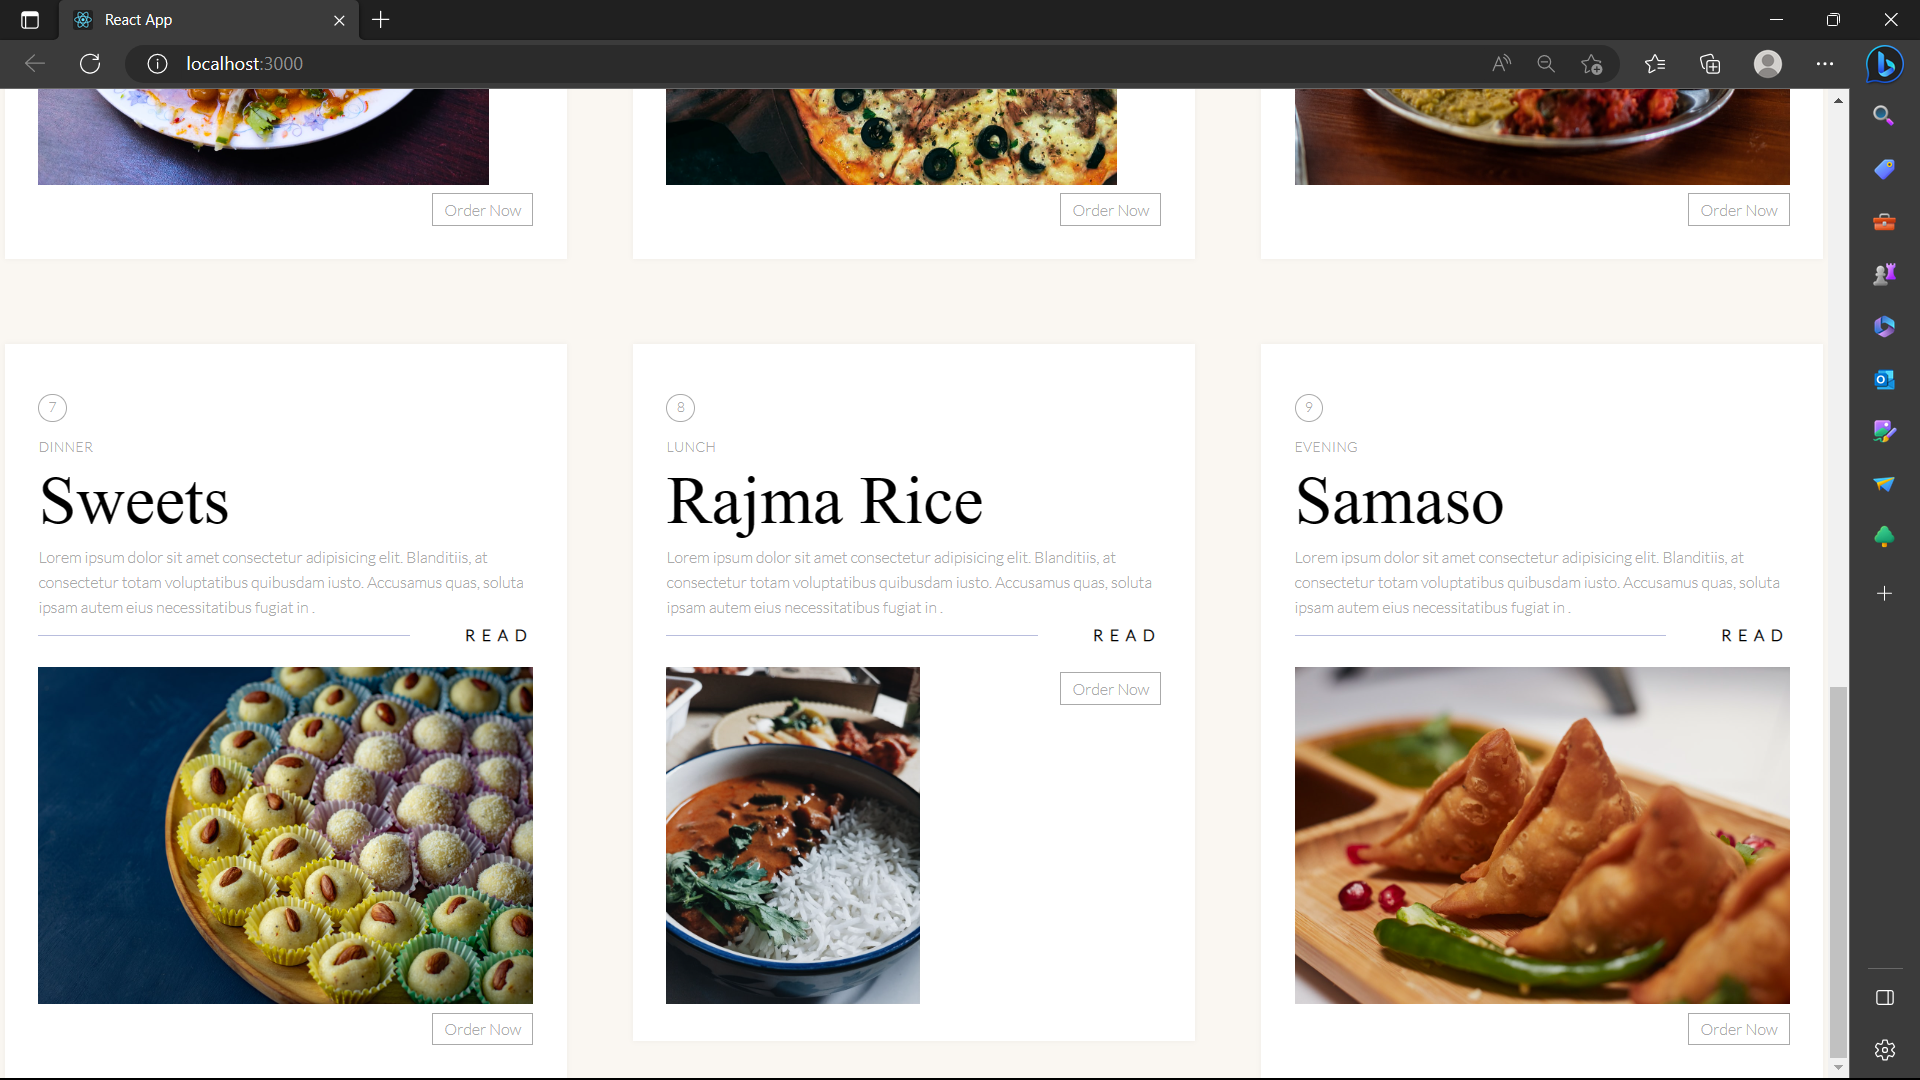 React App
localhost:3000
Order Now
Order Now
Order Now
7
DINNER
Sweets
Lorem ipsum dolor sit amet consectetur adipisicing elit. Blanditiis, at
consectetur totam voluptatibus quibusdam iusto. Accusamus quas, soluta
ipsam autem eius necessitatibus fugiat in .
READ
Order Now
8
LUNCH
Rajma Rice
Lorem ipsum dolor sit amet consectetur adipisicing elit. Blanditiis, at
consectetur totam voluptatibus quibusdam iusto. Accusamus quas, soluta
ipsam autem eius necessitatibus fugiat in .
READ
Order Now
9
EVENING
Samaso
Lorem ipsum dolor sit amet consectetur adipisicing elit. Blanditiis, at
consectetur totam voluptatibus quibusdam iusto. Accusamus quas, soluta
ipsam autem eius necessitatibus fugiat in .
READ
Order Now